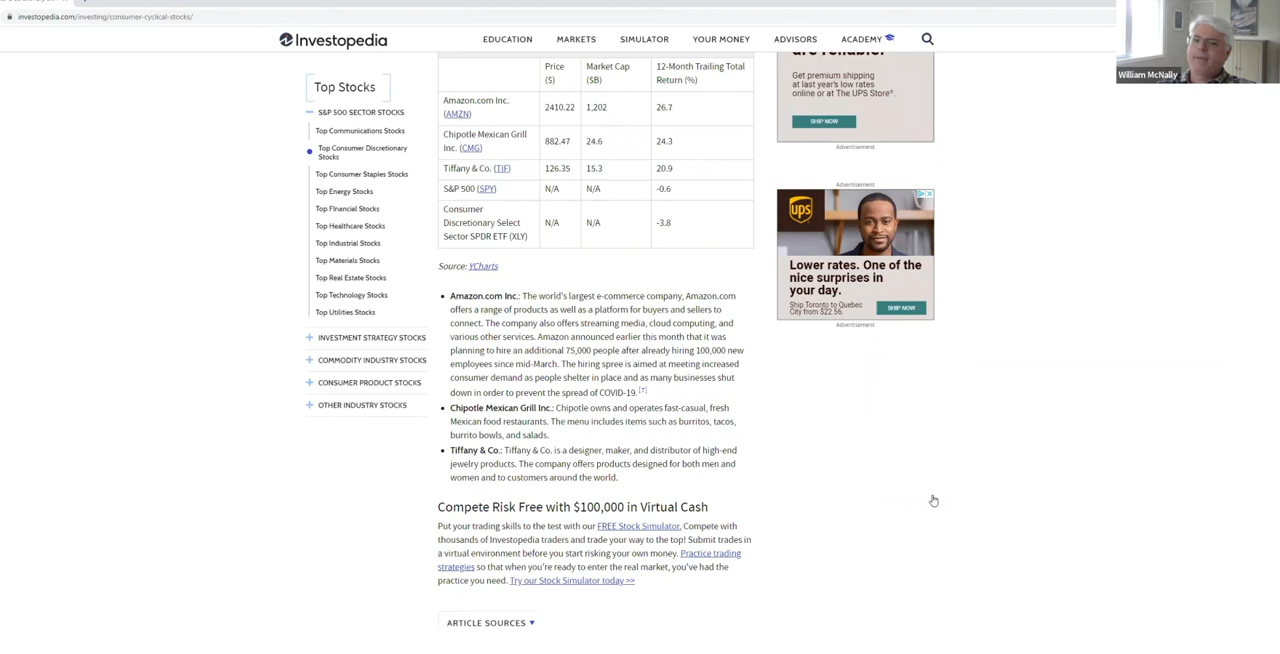 investopedia.com/investing/consumer-cyclical-stocks/
William McNally
Investopedia
EDUCATION MARKETS SIMULATOR YOUR MONEY ADVISORS ACADEMY
Top Stocks
S&P 500 SECTOR STOCKS
Top Communications Stocks
Top Consumer Discretionary
Stocks
Top Consumer Staples Stocks
Top Energy Stocks
Top Financial Stocks
Top Healthcare Stocks
Top Industrial Stocks
Top Materials Stocks
Top Real Estate Stocks
Top Technology Stocks
Top Utilities Stocks
INVESTMENT STRATEGY STOCKS
COMMODITY INDUSTRY STOCKS
CONSUMER PRODUCT STOCKS
OTHER INDUSTRY STOCKS
Price Market Cap 12-Month Trailing Total
($) ($B) Return (%)
Amazon.com Inc.
(AMZN) 2410.22 1,202 26.7
Chipotle Mexican Grill
Inc. (CMG) 882.47 24.6 24.3
Tiffany & Co. (TIF) 126.35 15.3 20.9
S&P 500 (SPY) N/A N/A -0.6
Consumer
Discretionary Select N/A N/A -3.8
Sector SPDR ETF (XLY)
Source: YCharts
• Amazon.com Inc.: The world's largest e-commerce company, Amazon.com
offers a range of products as well as a platform for buyers and sellers to
connect. The company also offers streaming media, cloud computing, and
various other services. Amazon announced earlier this month that it was
planning to hire an additional 75,000 people after already hiring 100,000 new
employees since mid-March. The hiring spree is aimed at meeting increased
consumer demand as people shelter in place and as many businesses shut
down in order to prevent the spread of COVID-19. [7]
• Chipotle Mexican Grill Inc.: Chipotle owns and operates fast-casual, fresh
Mexican food restaurants. The menu includes items such as burritos, tacos,
burrito bowls, and salads.
• Tiffany & Co.: Tiffany & Co. is a designer, maker, and distributor of high-end
jewelry products. The company offers products designed for both men and
women and to customers around the world.
Compete Risk Free with $100,000 in Virtual Cash
Put your trading skills to the test with our FREE Stock Simulator. Compete with
thousands of Investopedia traders and trade your way to the top! Submit trades in
a virtual environment before you start risking your own money. Practice trading
strategies so that when you're ready to enter the real market, you've had the
practice you need. Try our Stock Simulator today >>
ARTICLE SOURCES
are reliable.
Get premium shipping
at last year's low rates
online or at The UPS Store®.
SHIP NOW
Advertisement
Advertisement
ups
Lower rates. One of the
nice surprises in
your day.
Ship Toronto to Quebec
City from $22.56.
SHIP NOW
Advertisement